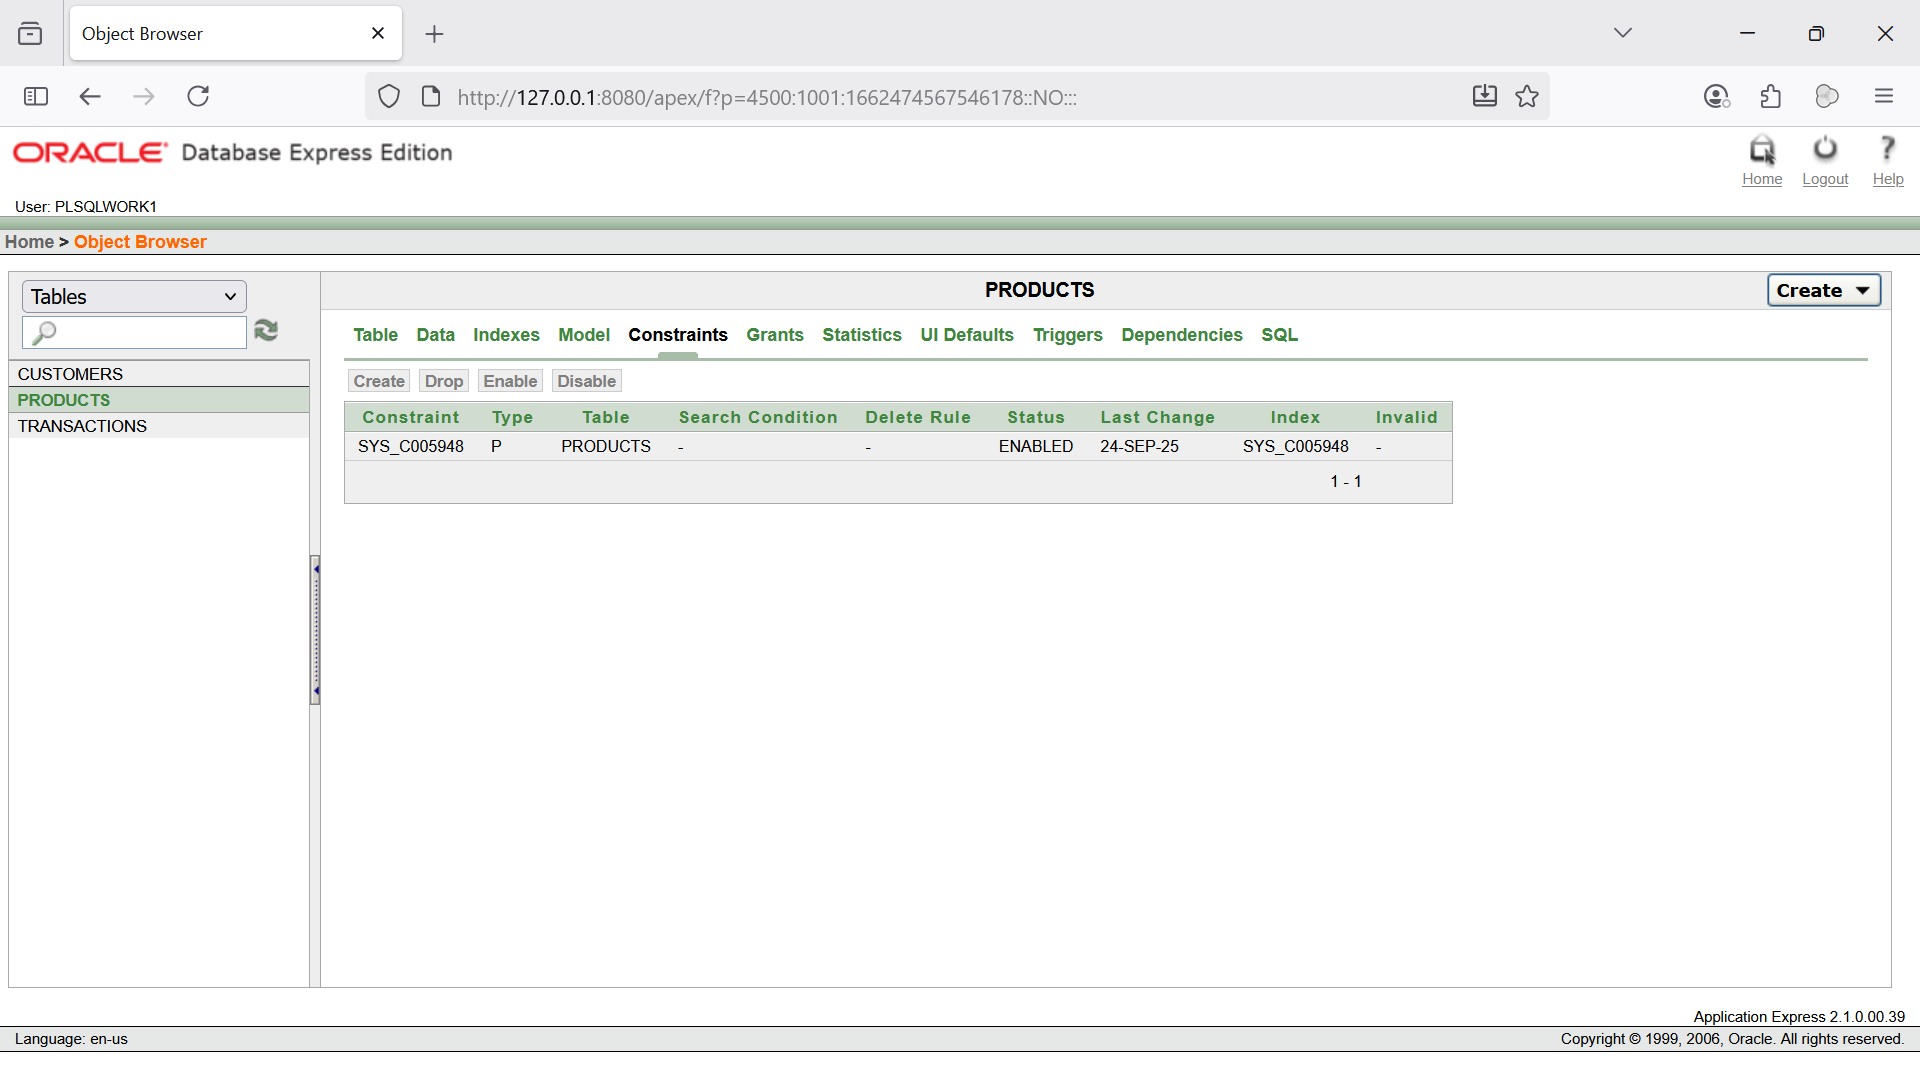 Object Browser
http://127.0.0.1:8080/apex/f?p=4500:1001:1662474567546178::NO:::
ORACLE Database Express Edition
Home Logout Help
User: PLSQLWORK1
Home > Object Browser
Tables
PRODUCTS
Create
Table Data Indexes Model Constraints Grants Statistics UI Defaults Triggers Dependencies SQL
CUSTOMERS
PRODUCTS
TRANSACTIONS
Create Drop Enable Disable
Constraint Type Table Search Condition Delete Rule Status Last Change Index Invalid
SYS_C005948 P PRODUCTS - - ENABLED 24-SEP-25 SYS_C005948 -
1 - 1
Application Express 2.1.0.00.39
Language: en-us
Copyright © 1999, 2006, Oracle. All rights reserved.